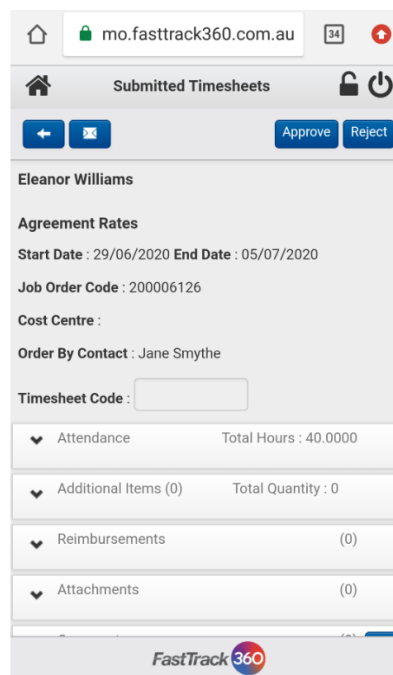 mo.fasttrack360.com.au 34
Submitted Timesheets
Approve Reject
Eleanor Williams
Agreement Rates
Start Date : 29/06/2020 End Date : 05/07/2020
Job Order Code : 200006126
Cost Centre :
Order By Contact : Jane Smythe
Timesheet Code :
Attendance Total Hours : 40.0000
Additional Items (0) Total Quantity : 0
Reimbursements (0)
Attachments (0)
FastTrack 360